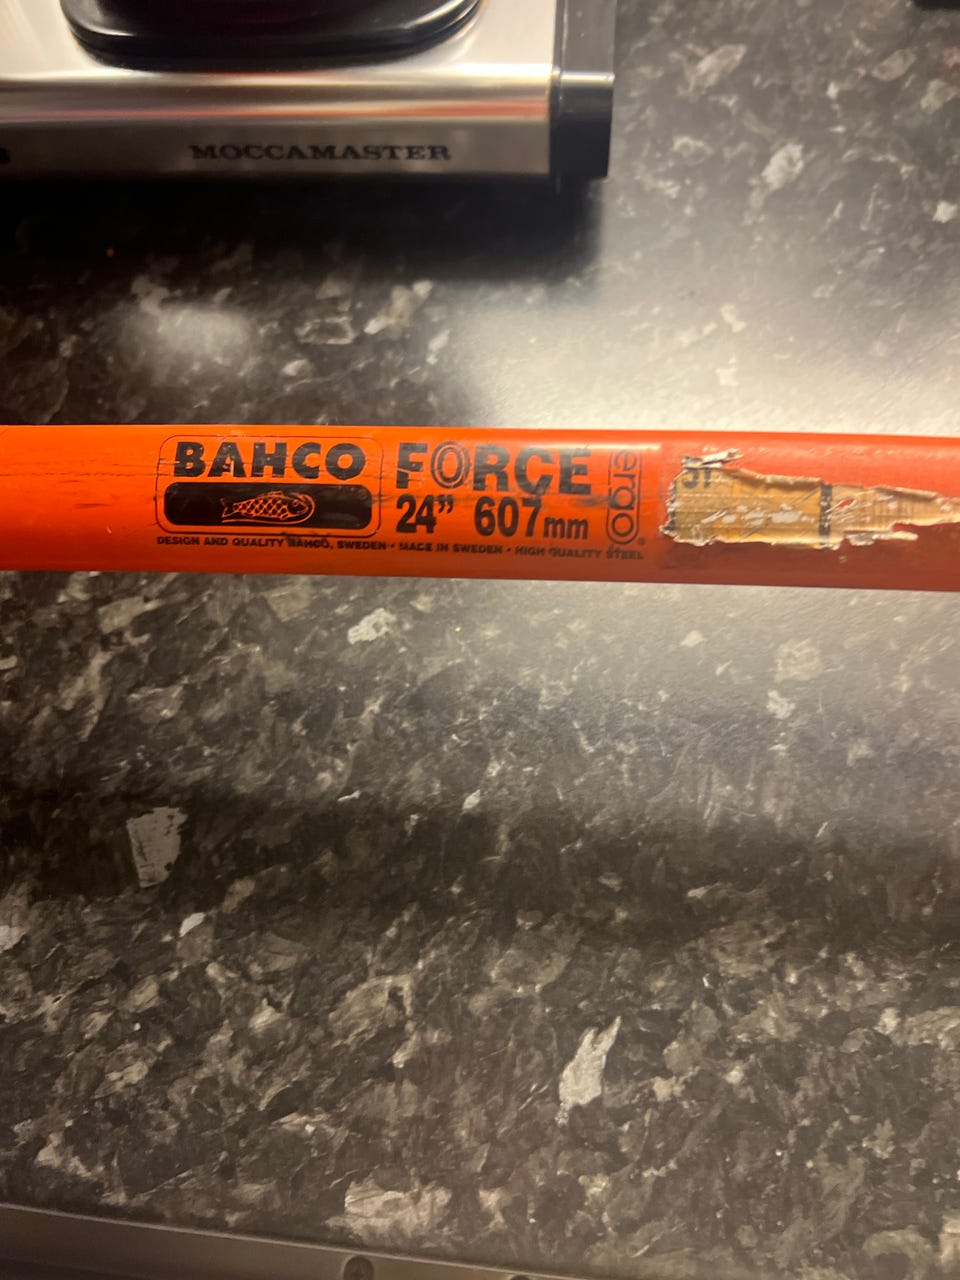 MOCCAMASTER
BAHCO FORCE ergo®
24” 607mm
DESIGN AND QUALITY BAHCO, SWEDEN • MADE IN SWEDEN • HIGH QUALITY STEEL